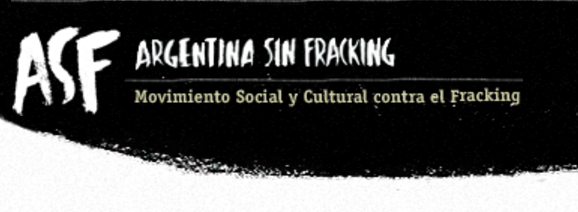 ASF
ARGENTINA SIN FRACKING
Movimiento Social y Cultural contra el Fracking